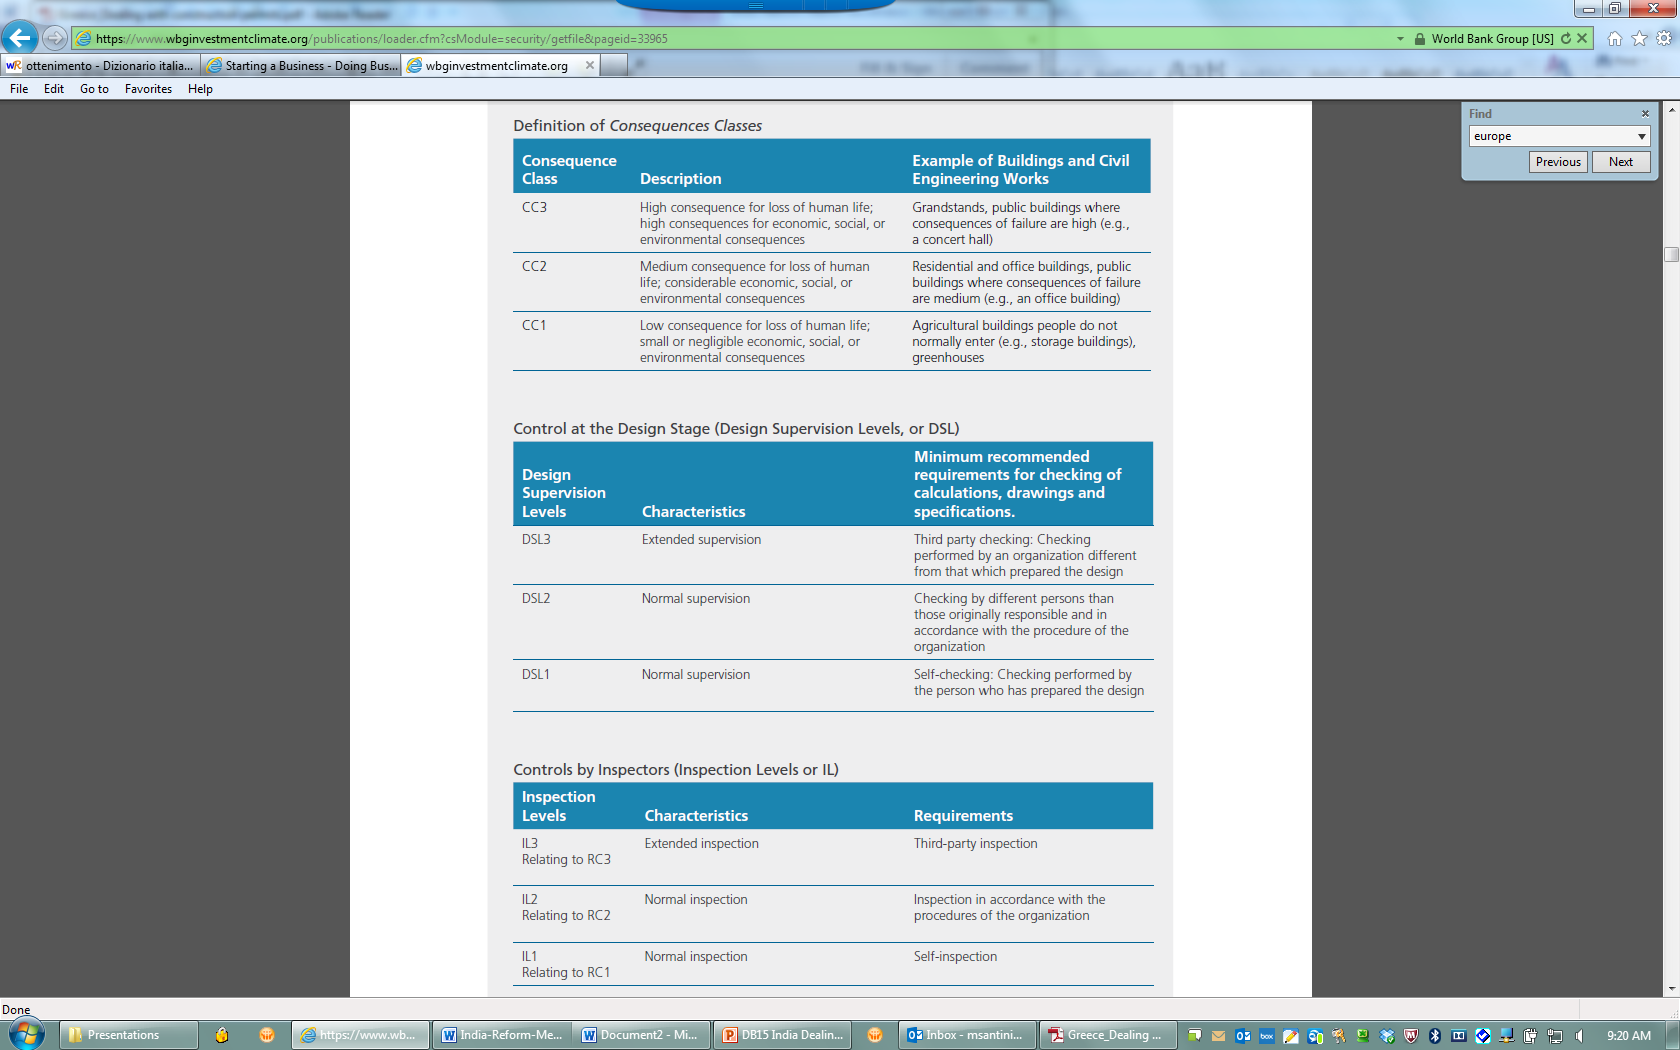 https://www.wbginvestmentclimate.org/publications/loader.cfm?csModule=security/getfile&pageid=33965
World Bank Group [US]
ottenimento - Dizionario italia...
Starting a Business - Doing Bus...
wbginvestmentclimate.org
File Edit Go to Favorites Help
Find
europe
Previous Next
Definition of Consequences Classes
Consequence
Class
Description
Example of Buildings and Civil
Engineering Works
CC3
High consequence for loss of human life;
high consequences for economic, social, or
environmental consequences
Grandstands, public buildings where
consequences of failure are high (e.g.,
a concert hall)
CC2
Medium consequence for loss of human
life; considerable economic, social, or
environmental consequences
Residential and office buildings, public
buildings where consequences of failure
are medium (e.g., an office building)
CC1
Low consequence for loss of human life;
small or negligible economic, social, or
environmental consequences
Agricultural buildings people do not
normally enter (e.g., storage buildings),
greenhouses
Control at the Design Stage (Design Supervision Levels, or DSL)
Design
Supervision
Levels
Characteristics
Minimum recommended
requirements for checking of
calculations, drawings and
specifications.
DSL3
Extended supervision
Third party checking: Checking
performed by an organization different
from that which prepared the design
DSL2
Normal supervision
Checking by different persons than
those originally responsible and in
accordance with the procedure of the
organization
DSL1
Normal supervision
Self-checking: Checking performed by
the person who has prepared the design
Controls by Inspectors (Inspection Levels or IL)
Inspection
Levels
Characteristics
Requirements
IL3
Relating to RC3
Extended inspection
Third-party inspection
IL2
Relating to RC2
Normal inspection
Inspection in accordance with the
procedures of the organization
IL1
Relating to RC1
Normal inspection
Self-inspection
Done
Presentations
https://www.wb...
India-Reform-Me...
Document2 - Mi...
DB15 India Dealin...
Inbox - msantini...
Greece_Dealing ...
9:20 AM